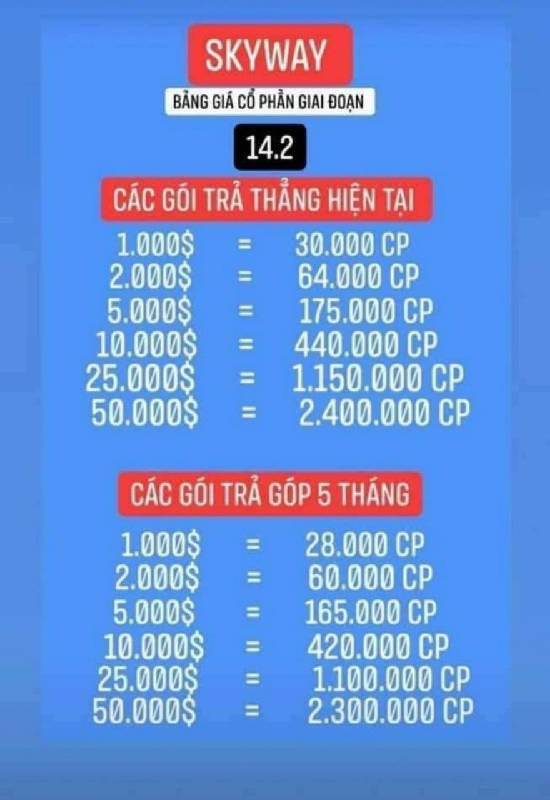 SKYWAY
BẢNG GIÁ CỔ PHẦN GIAI ĐOẠN
14.2
CÁC GÓI TRẢ THẲNG HIỆN TẠI
1.000$ = 30.000 CP
2.000$ = 64.000 CP
5.000$ = 175.000 CP
10.000$ = 440.000 CP
25.000$ = 1.150.000 CP
50.000$ = 2.400.000 CP
CÁC GÓI TRẢ GÓP 5 THÁNG
1.000$ = 28.000 CP
2.000$ = 60.000 CP
5.000$ = 165.000 CP
10.000$ = 420.000 CP
25.000$ = 1.100.000 CP
50.000$ = 2.300.000 CP